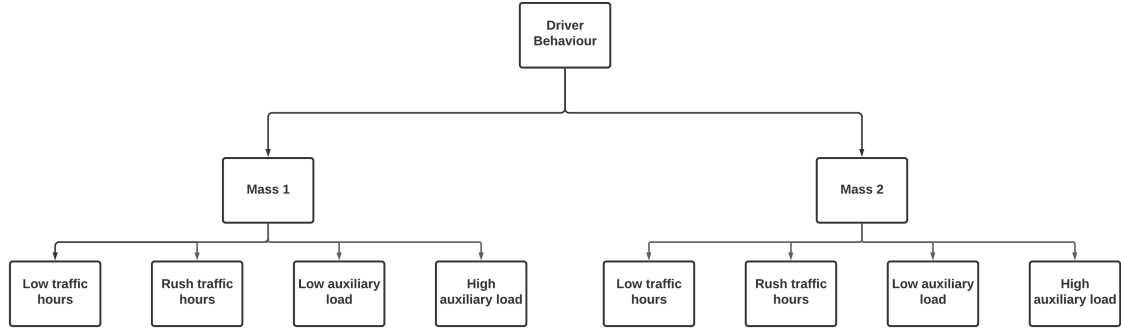 Driver
Behaviour
Mass 1
Mass 2
Low traffic
hours
Rush traffic
hours
Low auxiliary
load
High
auxiliary load
Low traffic
hours
Rush traffic
hours
Low auxiliary
load
High
auxiliary load